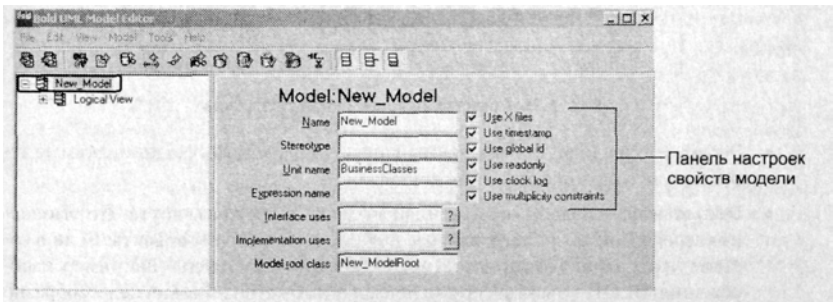 Bold UML Model Editor
File Edit View Model Tools Help
New_Model
Logical View
Model:New_Model
Name New_Model
Stereotype
Unit name BusinessClasses
Expression name
Interface uses ?
Implementation uses ?
Model root class New_ModelRoot
Use X files
Use timestamp
Use global id
Use readonly
Use clock log
Use multiplicity constraints
Панель настроек
свойств модели